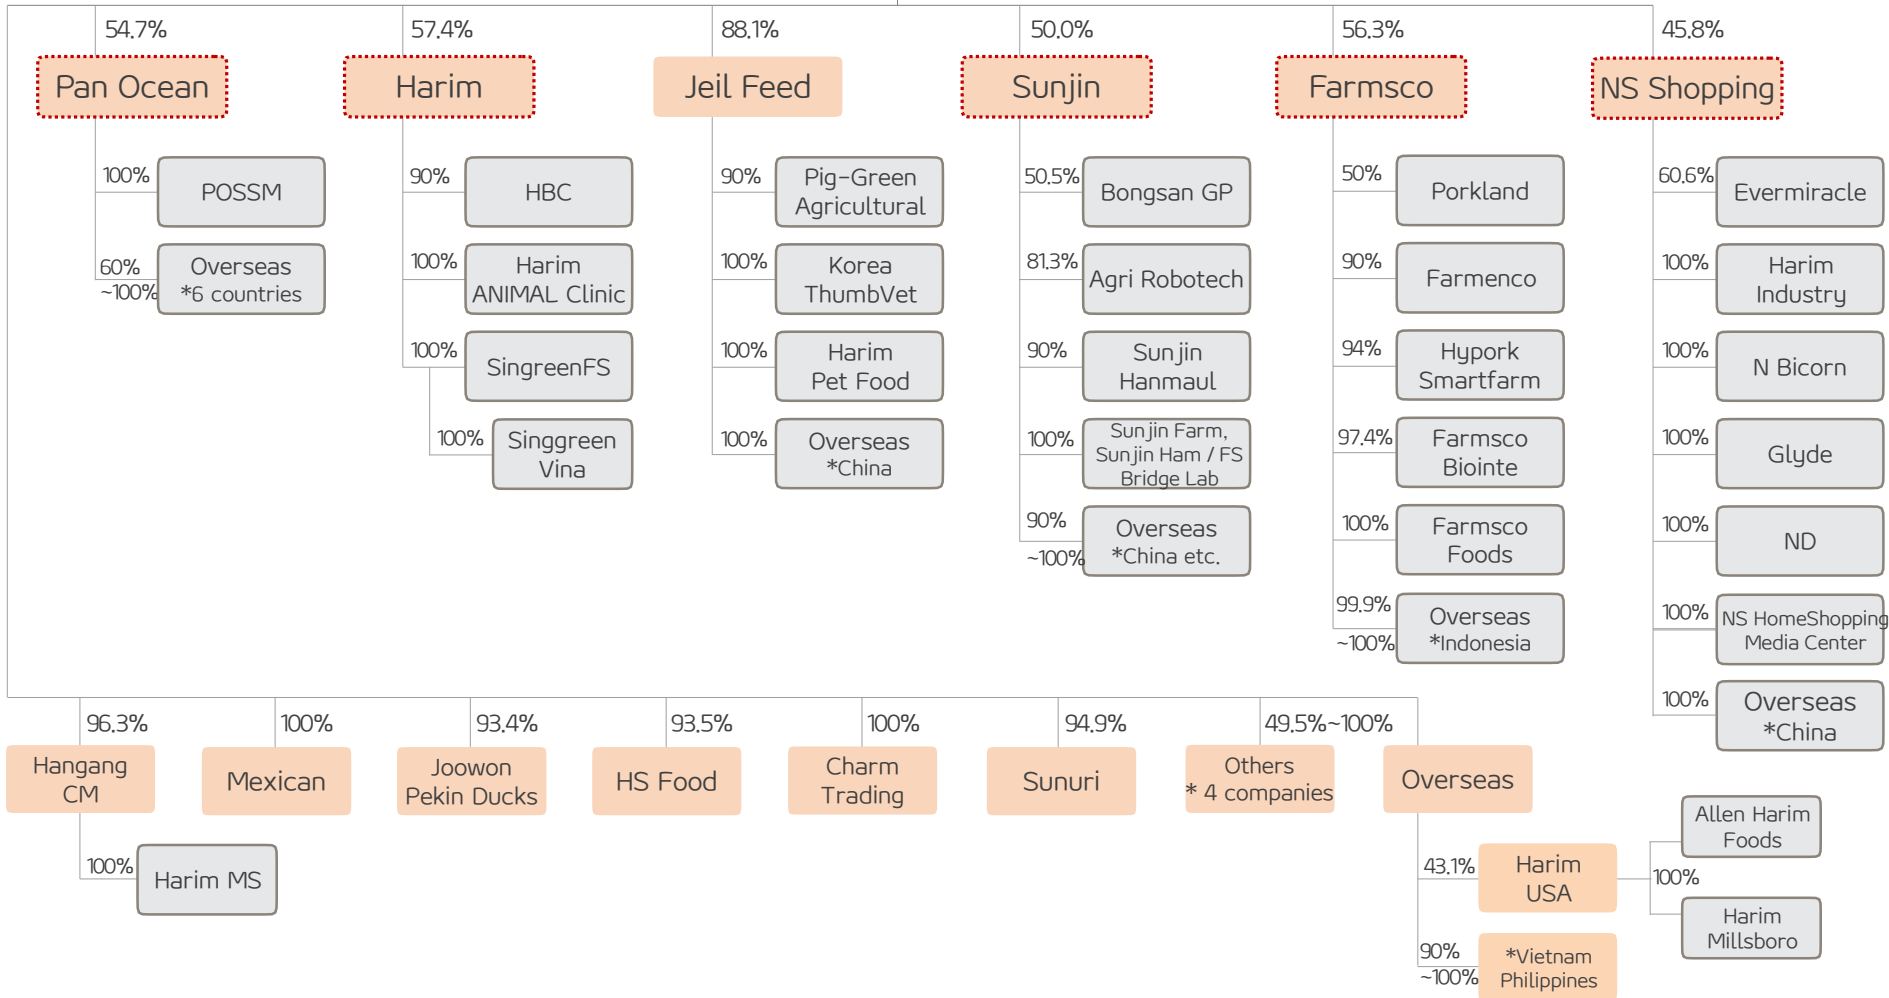 54.7%
57.4%
88.1%
50.0%
56.3%
45.8%
Pan Ocean
Harim
Jeil Feed
Sunjin
Farmsco
NS Shopping
100%
POSSM
60%
~100%
Overseas
*6 countries
90%
HBC
100%
Harim
ANIMAL Clinic
100%
SingreenFS
100%
Singgreen
Vina
90%
Pig-Green
Agricultural
100%
Korea
ThumbVet
100%
Harim
Pet Food
100%
Overseas
*China
50.5%
Bongsan GP
81.3%
Agri Robotech
90%
Sunjin
Hanmaul
100%
Sunjin Farm,
Sunjin Ham / FS
Bridge Lab
90%
~100%
Overseas
*China etc.
50%
Porkland
90%
Farmenco
94%
Hypork
Smartfarm
97.4%
Farmsco
Biointe
100%
Farmsco
Foods
99.9%
~100%
Overseas
*Indonesia
60.6%
Evermiracle
100%
Harim
Industry
100%
N Bicorn
100%
Glyde
100%
ND
100%
NS HomeShopping
Media Center
100%
Overseas
*China
96.3%
100%
93.4%
93.5%
100%
94.9%
49.5%~100%
Hangang
CM
Mexican
Joowon
Pekin Ducks
HS Food
Charm
Trading
Sunuri
Others
* 4 companies
Overseas
100%
Harim MS
43.1%
Harim
USA
100%
Allen Harim
Foods
Harim
Millsboro
90%
~100%
*Vietnam
Philippines